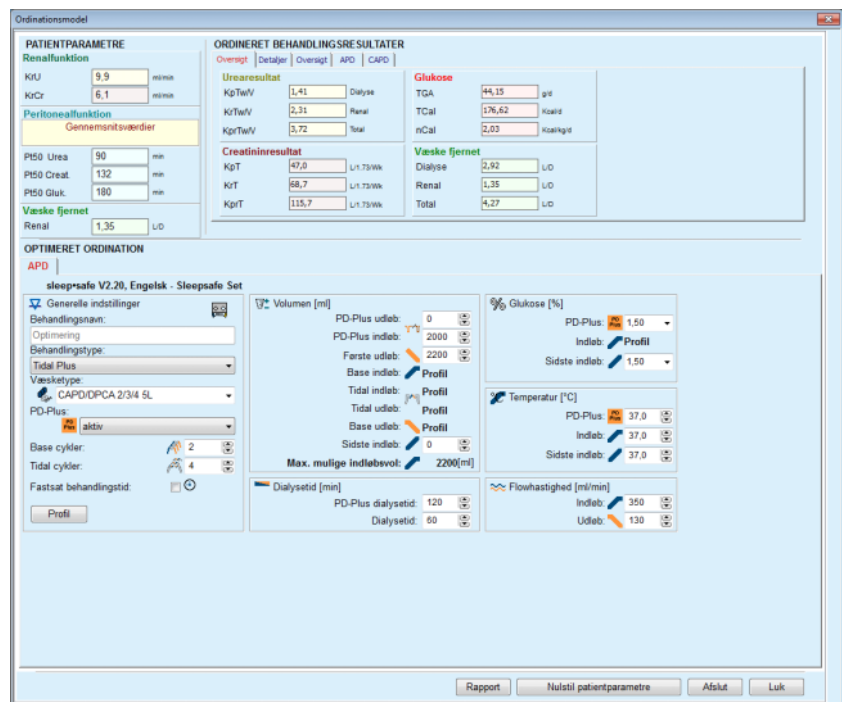 Ordinationsmodel
PATIENTPARAMETRE
Renalfunktion
KrU 9,9 ml/min
KrCr 6,1 ml/min
Peritonealfunktion
Gennemsnitsværdier
Pt50 Urea 90 min
Pt50 Creat. 132 min
Pt50 Gluk. 180 min
Væske fjernet
Renal 1,35 L/D
ORDINERET BEHANDLINGSRESULTATER
Oversigt Detaljer Oversigt APD CAPD
Urearesultat
KpTw/V 1,41 Dialyse
KrTw/V 2,31 Renal
KprTw/V 3,72 Total
Glukose
TGA 44,15 g/d
TCal 176,62 Kcal/d
nCal 2,03 Kcal/kg/d
Creatininresultat
KpT 47,0 L/1.73/Wk
KrT 68,7 L/1.73/Wk
KprT 115,7 L/1.73/Wk
Væske fjernet
Dialyse 2,92 L/D
Renal 1,35 L/D
Total 4,27 L/D
OPTIMERET ORDINATION
APD
sleep•safe V2.20, Engelsk - Sleepsafe Set
Generelle indstillinger
Behandlingsnavn:
Optimering
Behandlingstype:
Tidal Plus
Væsketype:
CAPD/DPCA 2/3/4 5L
PD-Plus:
PD Plus aktiv
Base cykler: 2
Tidal cykler: 4
Fastsat behandlingstid:
Profil
Volumen [ml]
PD-Plus udløb: 0
PD-Plus indløb: 2000
Første udløb: 2200
Base indløb: Profil
Tidal indløb: Profil
Tidal udløb: Profil
Base udløb: Profil
Sidste indløb: 0
Max. mulige indløbsvol: 2200[ml]
Dialysetid [min]
PD-Plus dialysetid: 120
Dialysetid: 60
Glukose [%]
PD-Plus: PD Plus 1,50
Indløb: Profil
Sidste indløb: 1,50
Temperatur [°C]
PD-Plus: PD Plus 37,0
Indløb: 37,0
Sidste indløb: 37,0
Flowhastighed [ml/min]
Indløb: 350
Udløb: 130
Rapport Nulstil patientparametre Afslut Luk